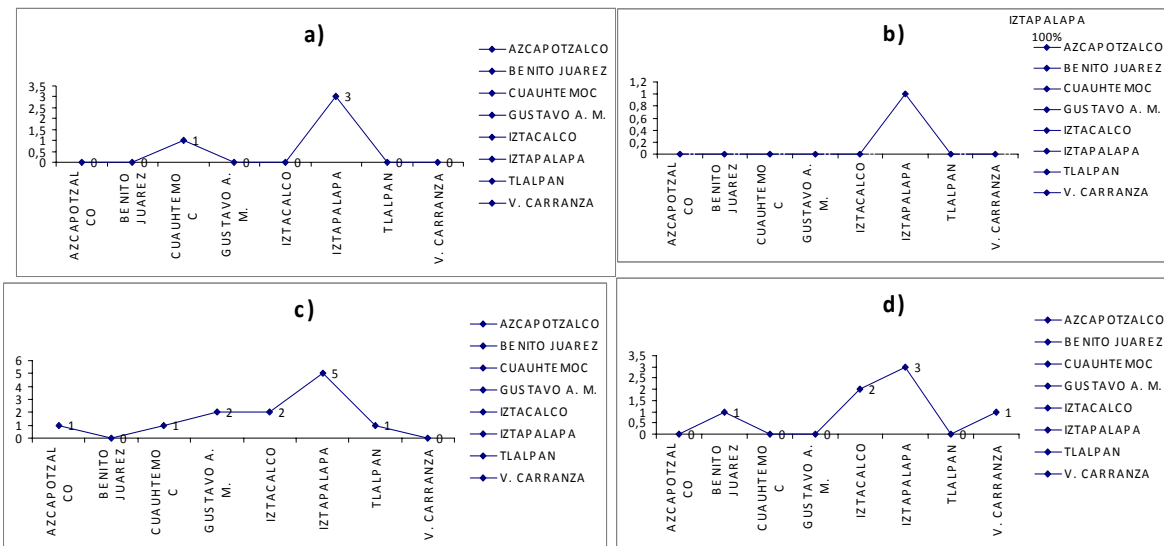 a)
3,5
3
2,5
2
1,5
1
0,5
0
0
0
1
0
0
3
0
0
AZCAPOTZAL
CO
BENITO
JUAREZ
CUAUHTEMO
C
GUSTAVO A.
M.
IZTACALCO
IZTAPALAPA
TLALPAN
V. CARRANZA
AZCAPOTZALCO
BENITO JUAREZ
CUAUHTEMOC
GUSTAVO A. M.
IZTACALCO
IZTAPALAPA
TLALPAN
V. CARRANZA
b)
IZTAPALAPA
100%
1,2
1
0,8
0,6
0,4
0,2
0
AZCAPOTZAL
CO
BENITO
JUAREZ
CUAUHTEMO
C
GUSTAVO A.
M.
IZTACALCO
IZTAPALAPA
TLALPAN
V. CARRANZA
AZCAPOTZALCO
BENITO JUAREZ
CUAUHTEMOC
GUSTAVO A. M.
IZTACALCO
IZTAPALAPA
TLALPAN
V. CARRANZA
c)
6
5
4
3
2
1
0
1
0
1
2
2
5
1
0
AZCAPOTZAL
CO
BENITO
JUAREZ
CUAUHTEMO
C
GUSTAVO A.
M.
IZTACALCO
IZTAPALAPA
TLALPAN
V. CARRANZA
AZCAPOTZALCO
BENITO JUAREZ
CUAUHTEMOC
GUSTAVO A. M.
IZTACALCO
IZTAPALAPA
TLALPAN
V. CARRANZA
d)
3,5
3
2,5
2
1,5
1
0,5
0
0
1
0
0
2
3
0
1
AZCAPOTZAL
CO
BENITO
JUAREZ
CUAUHTEMO
C
GUSTAVO A.
M.
IZTACALCO
IZTAPALAPA
TLALPAN
V. CARRANZA
AZCAPOTZALCO
BENITO JUAREZ
CUAUHTEMOC
GUSTAVO A. M.
IZTACALCO
IZTAPALAPA
TLALPAN
V. CARRANZA